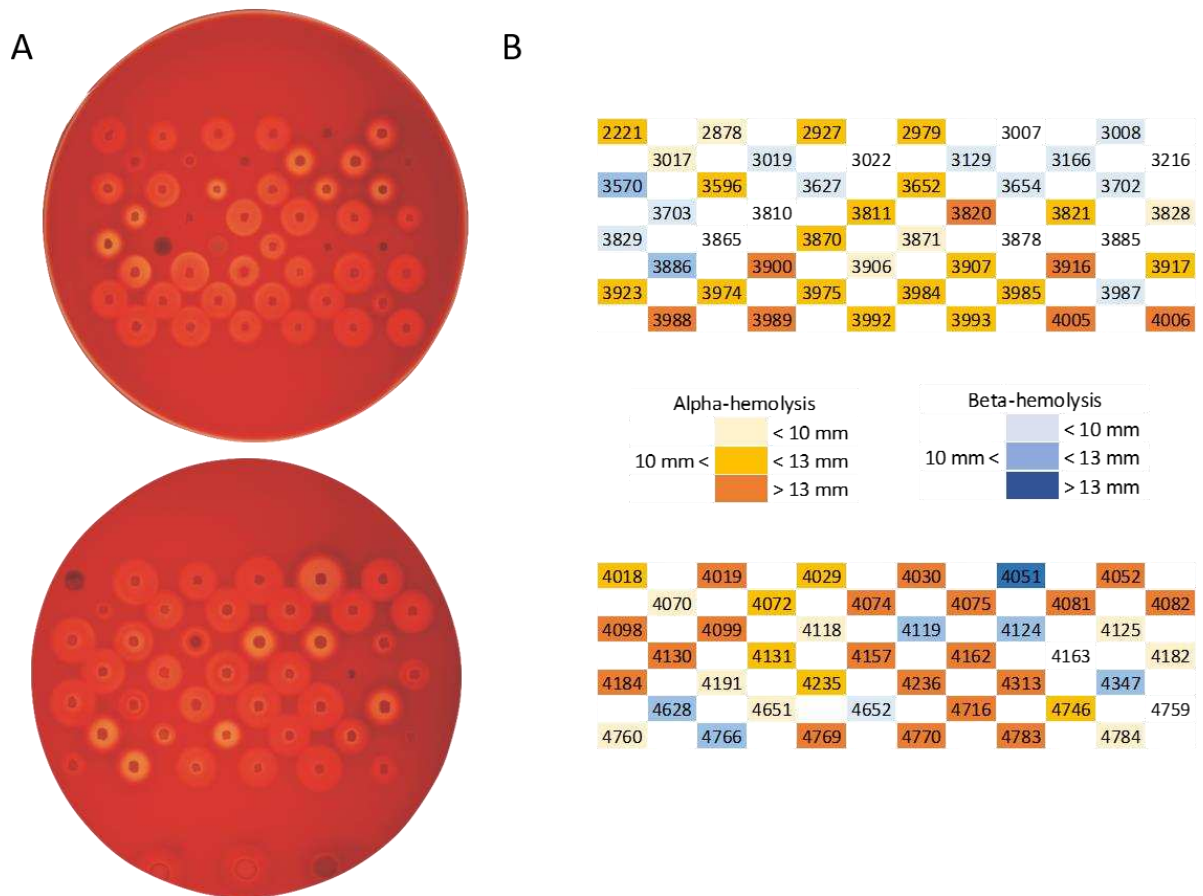 A
B
2221 2878 2927 2979 3007 3008
3017 3019 3022 3129 3166 3216
3570 3596 3627 3652 3654 3702
3703 3810 3811 3820 3821 3828
3829 3865 3870 3871 3878 3885
3886 3900 3906 3907 3916 3917
3923 3974 3975 3984 3985 3987
3988 3989 3992 3993 4005 4006
Alpha-hemolysis
< 10 mm
10 mm < < 13 mm
> 13 mm
Beta-hemolysis
< 10 mm
10 mm < < 13 mm
> 13 mm
4018 4019 4029 4030 4051 4052
4070 4072 4074 4075 4081 4082
4098 4099 4118 4119 4124 4125
4130 4131 4157 4162 4163 4182
4184 4191 4235 4236 4313 4347
4628 4651 4652 4716 4746 4759
4760 4766 4769 4770 4783 4784